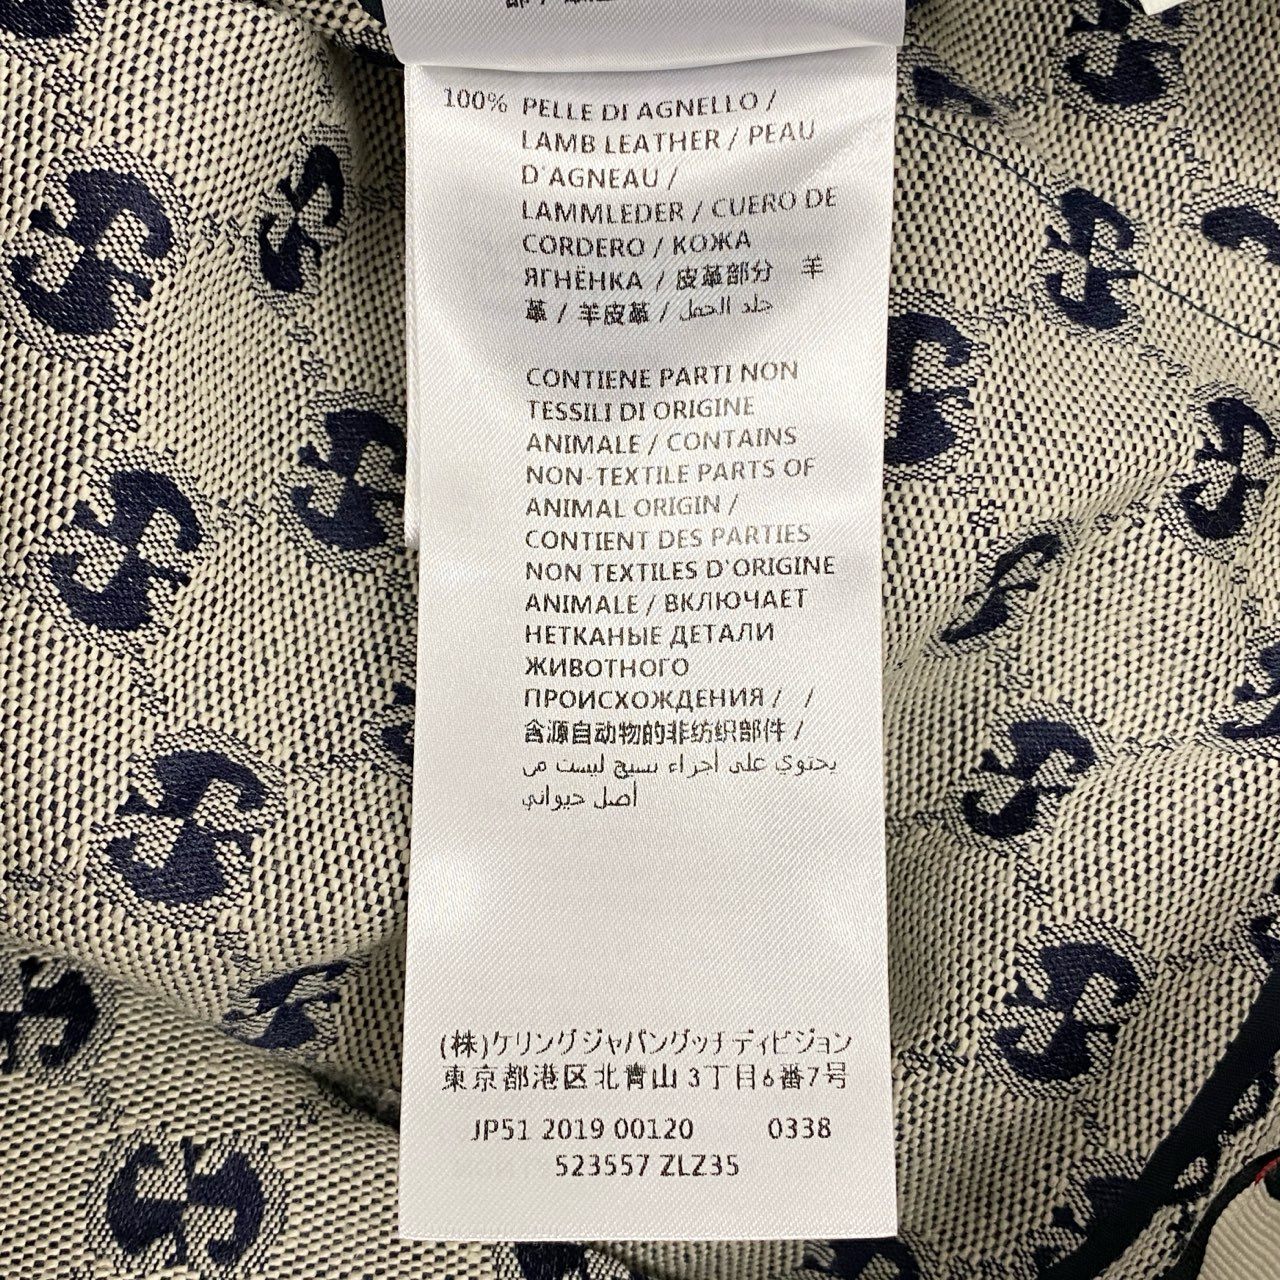 100% PELLE DI AGNELLO /
LAMB LEATHER / PEAU
D'AGNEAU /
LAMMLEDER / CUERO DE
CORDERO / КОЖА
ЯГНЁНКА / 皮革部分 羊
革 / 羊皮革 / جلد الحمل
CONTIENE PARTI NON
TESSILI DI ORIGINE
ANIMALE / CONTAINS
NON-TEXTILE PARTS OF
ANIMAL ORIGIN /
CONTIENT DES PARTIES
NON TEXTILES D'ORIGINE
ANIMALE / ВКЛЮЧАЕТ
НЕТКАНЫЕ ДЕТАЛИ
ЖИВОТНОГО
ПРОИСХОЖДЕНИЯ / /
含源自动物的非纺织部件 /
يحتوي على أجزاء نسيج ليست من
أصل حيواني
(株)ケリングジャパングッチディビジョン
東京都港区北青山3丁目6番7号
JP51 2019 00120 0338
523557 ZLZ35